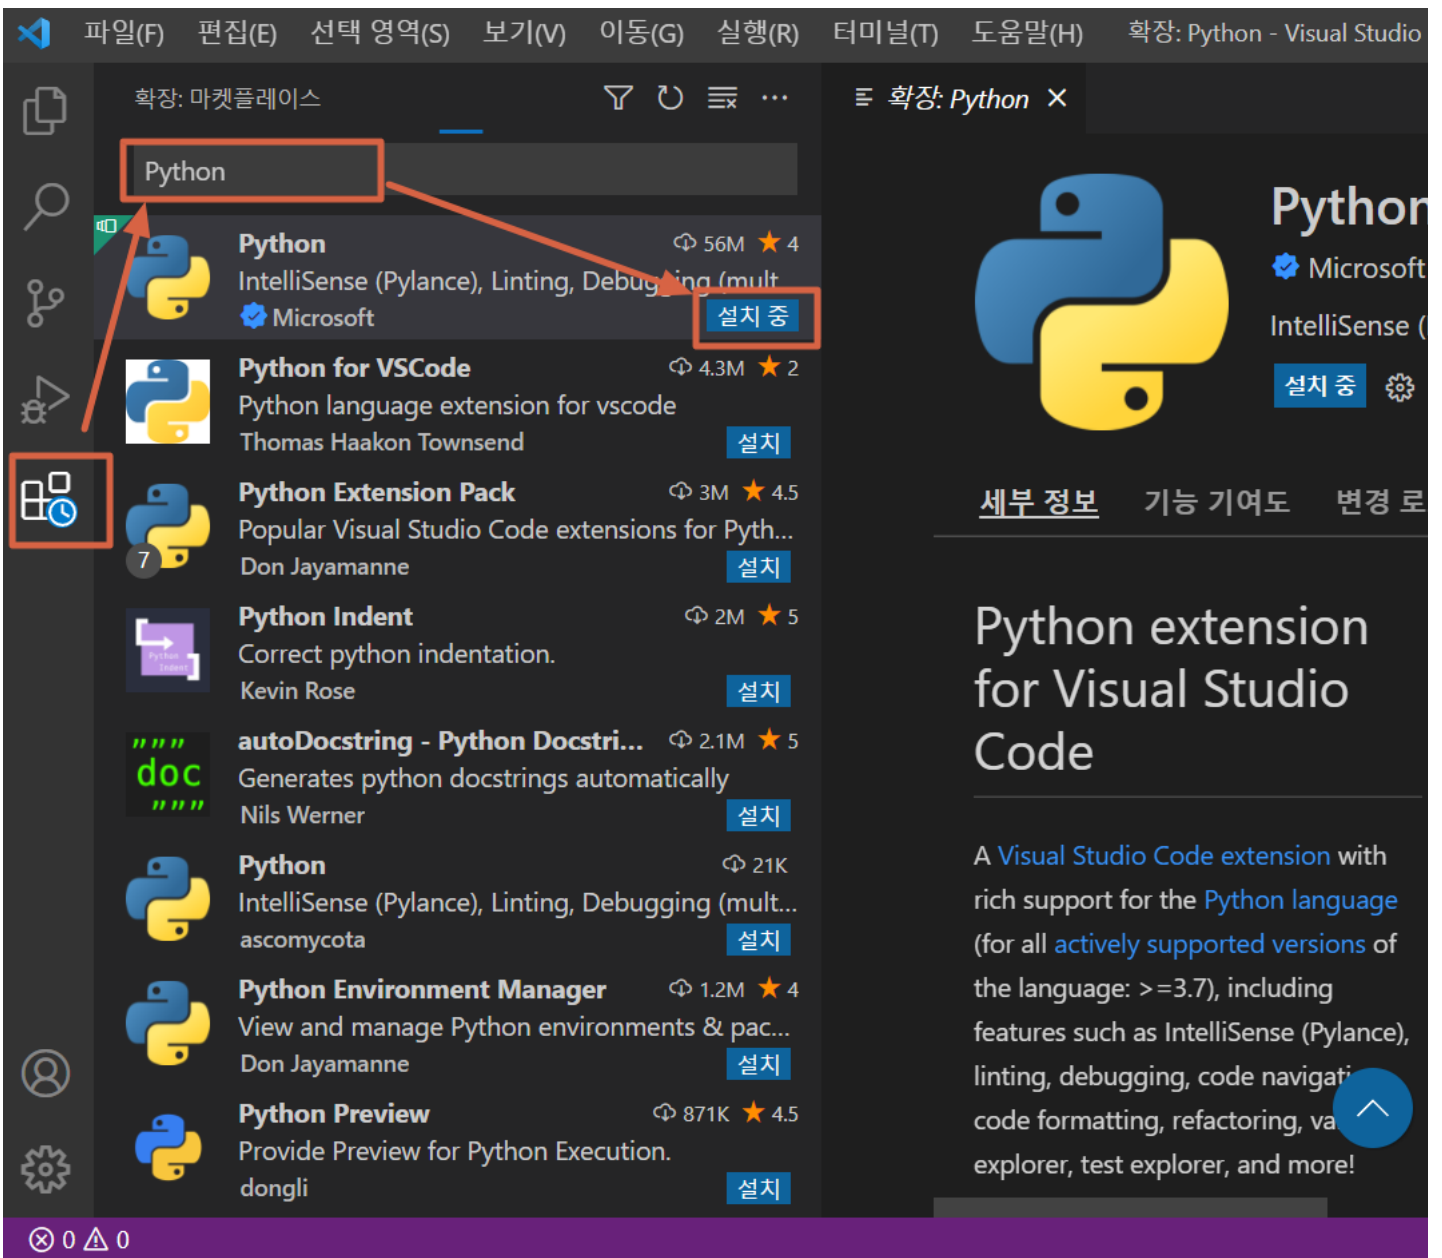 파일(F) 편집(E) 선택 영역(S) 보기(V) 이동(G) 실행(R) 터미널(T) 도움말(H) 확장: Python - Visual Studio
확장: 마켓플레이스
Python
Python 56M 4
IntelliSense (Pylance), Linting, Debugging (mult...
Microsoft 설치 중
Python for VSCode 4.3M 2
Python language extension for vscode
Thomas Haakon Townsend 설치
Python Extension Pack 3M 4.5
Popular Visual Studio Code extensions for Pyth...
7
Don Jayamanne 설치
Python Indent 2M 5
Correct python indentation.
Python
Indent
Kevin Rose 설치
autoDocstring - Python Docstri... 2.1M 5
"""
doc
"""
Generates python docstrings automatically
Nils Werner 설치
Python 21K
IntelliSense (Pylance), Linting, Debugging (mult...
ascomycota 설치
Python Environment Manager 1.2M 4
View and manage Python environments & pac...
Don Jayamanne 설치
Python Preview 871K 4.5
Provide Preview for Python Execution.
dongli 설치
확장: Python
Python
Microsoft
IntelliSense (
설치 중
세부 정보 기능 기여도 변경 로
Python extension
for Visual Studio
Code
A Visual Studio Code extension with
rich support for the Python language
(for all actively supported versions of
the language: >=3.7), including
features such as IntelliSense (Pylance),
linting, debugging, code navigati
code formatting, refactoring, va
explorer, test explorer, and more!
0 0